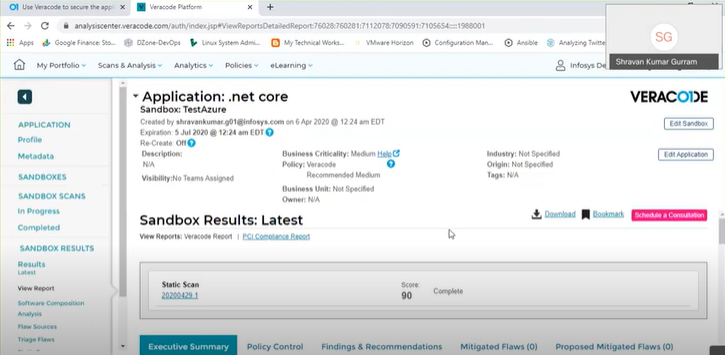 Use Veracode to secure the appl
Veracode Platform
analysiscenter.veracode.com/auth/index.jsp#ViewReportsDetailedReport:76028:760281:7112078:7090591:7105654::::1988001
Apps
Google Finance: Sto...
DZone-DevOps
Linux System Admi...
My Technical Works...
VMware Horizon
Configuration Man...
Ansible
Analyzing Twitte
SG
Shravan Kumar Gurram
My Portfolio
Scans & Analysis
Analytics
Policies
eLearning
Infosys De
APPLICATION
Profile
Metadata
SANDBOXES
SANDBOX SCANS
In Progress
Completed
SANDBOX RESULTS
Results
Latest
View Report
Software Composition
Analysis
Flaw Sources
Triage Flaws
Application: .net core
VERACODE
Sandbox: TestAzure
Created by shravankumar.g01@infosys.com on 6 Apr 2020 @ 12:24 am EDT
Edit Sandbox
Expiration: 5 Jul 2020 @ 12:24 am EDT
Re-Create: Off
Description:
N/A
Visibility:No Teams Assigned
Business Criticality: Medium Help
Policy: Veracode
Recommended Medium
Business Unit: Not Specified
Owner: N/A
Industry: Not Specified
Origin: Not Specified
Tags: N/A
Edit Application
Sandbox Results: Latest
Download
Bookmark
Schedule a Consultation
View Reports: Veracode Report | PCI Compliance Report
Static Scan
20200429.1
Score:
90
Complete
Executive Summary
Policy Control
Findings & Recommendations
Mitigated Flaws (0)
Proposed Mitigated Flaws (0)